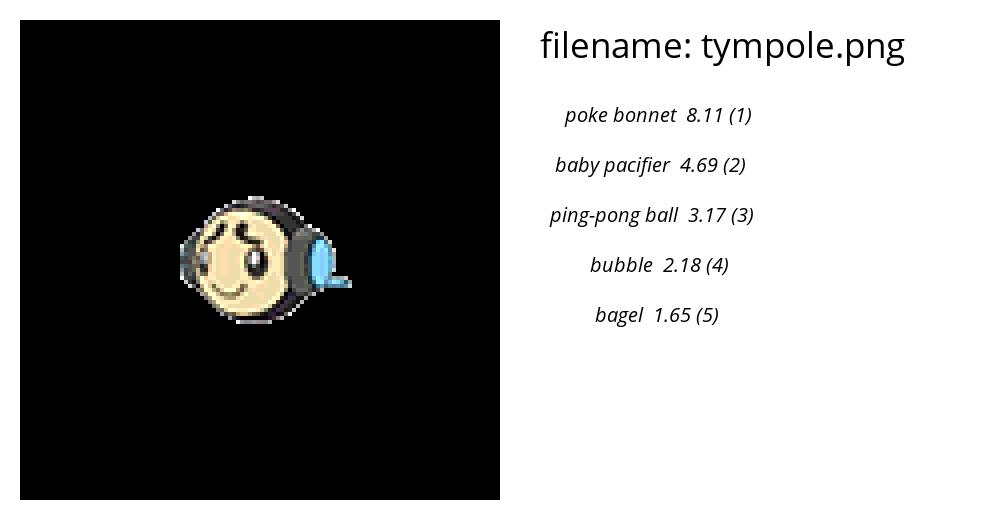 filename: tympole.png
poke bonnet 8.11 (1)
baby pacifier 4.69 (2)
ping-pong ball 3.17 (3)
bubble 2.18 (4)
bagel 1.65 (5)